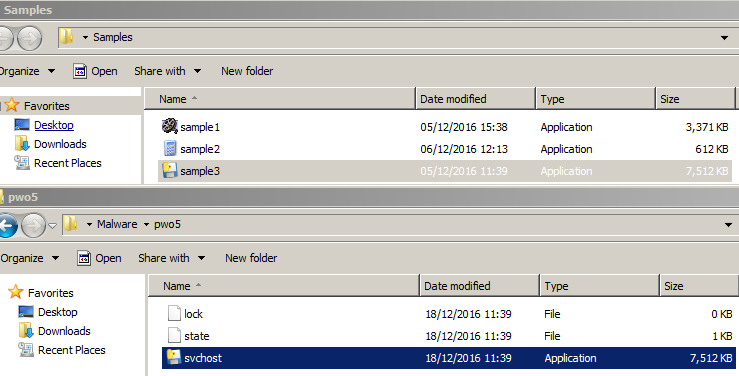 Samples
Samples
Organize Open Share with New folder
Favorites
Desktop
Downloads
Recent Places
Name Date modified Type Size
sample1 05/12/2016 15:38 Application 3,371 KB
sample2 06/12/2016 12:13 Application 612 KB
sample3 05/12/2016 11:39 Application 7,512 KB
pwo5
Malware pwo5
Organize Open Share with New folder
Favorites
Desktop
Downloads
Recent Places
Name Date modified Type Size
lock 18/12/2016 11:39 File 0 KB
state 18/12/2016 11:39 File 1 KB
svchost 18/12/2016 11:39 Application 7,512 KB